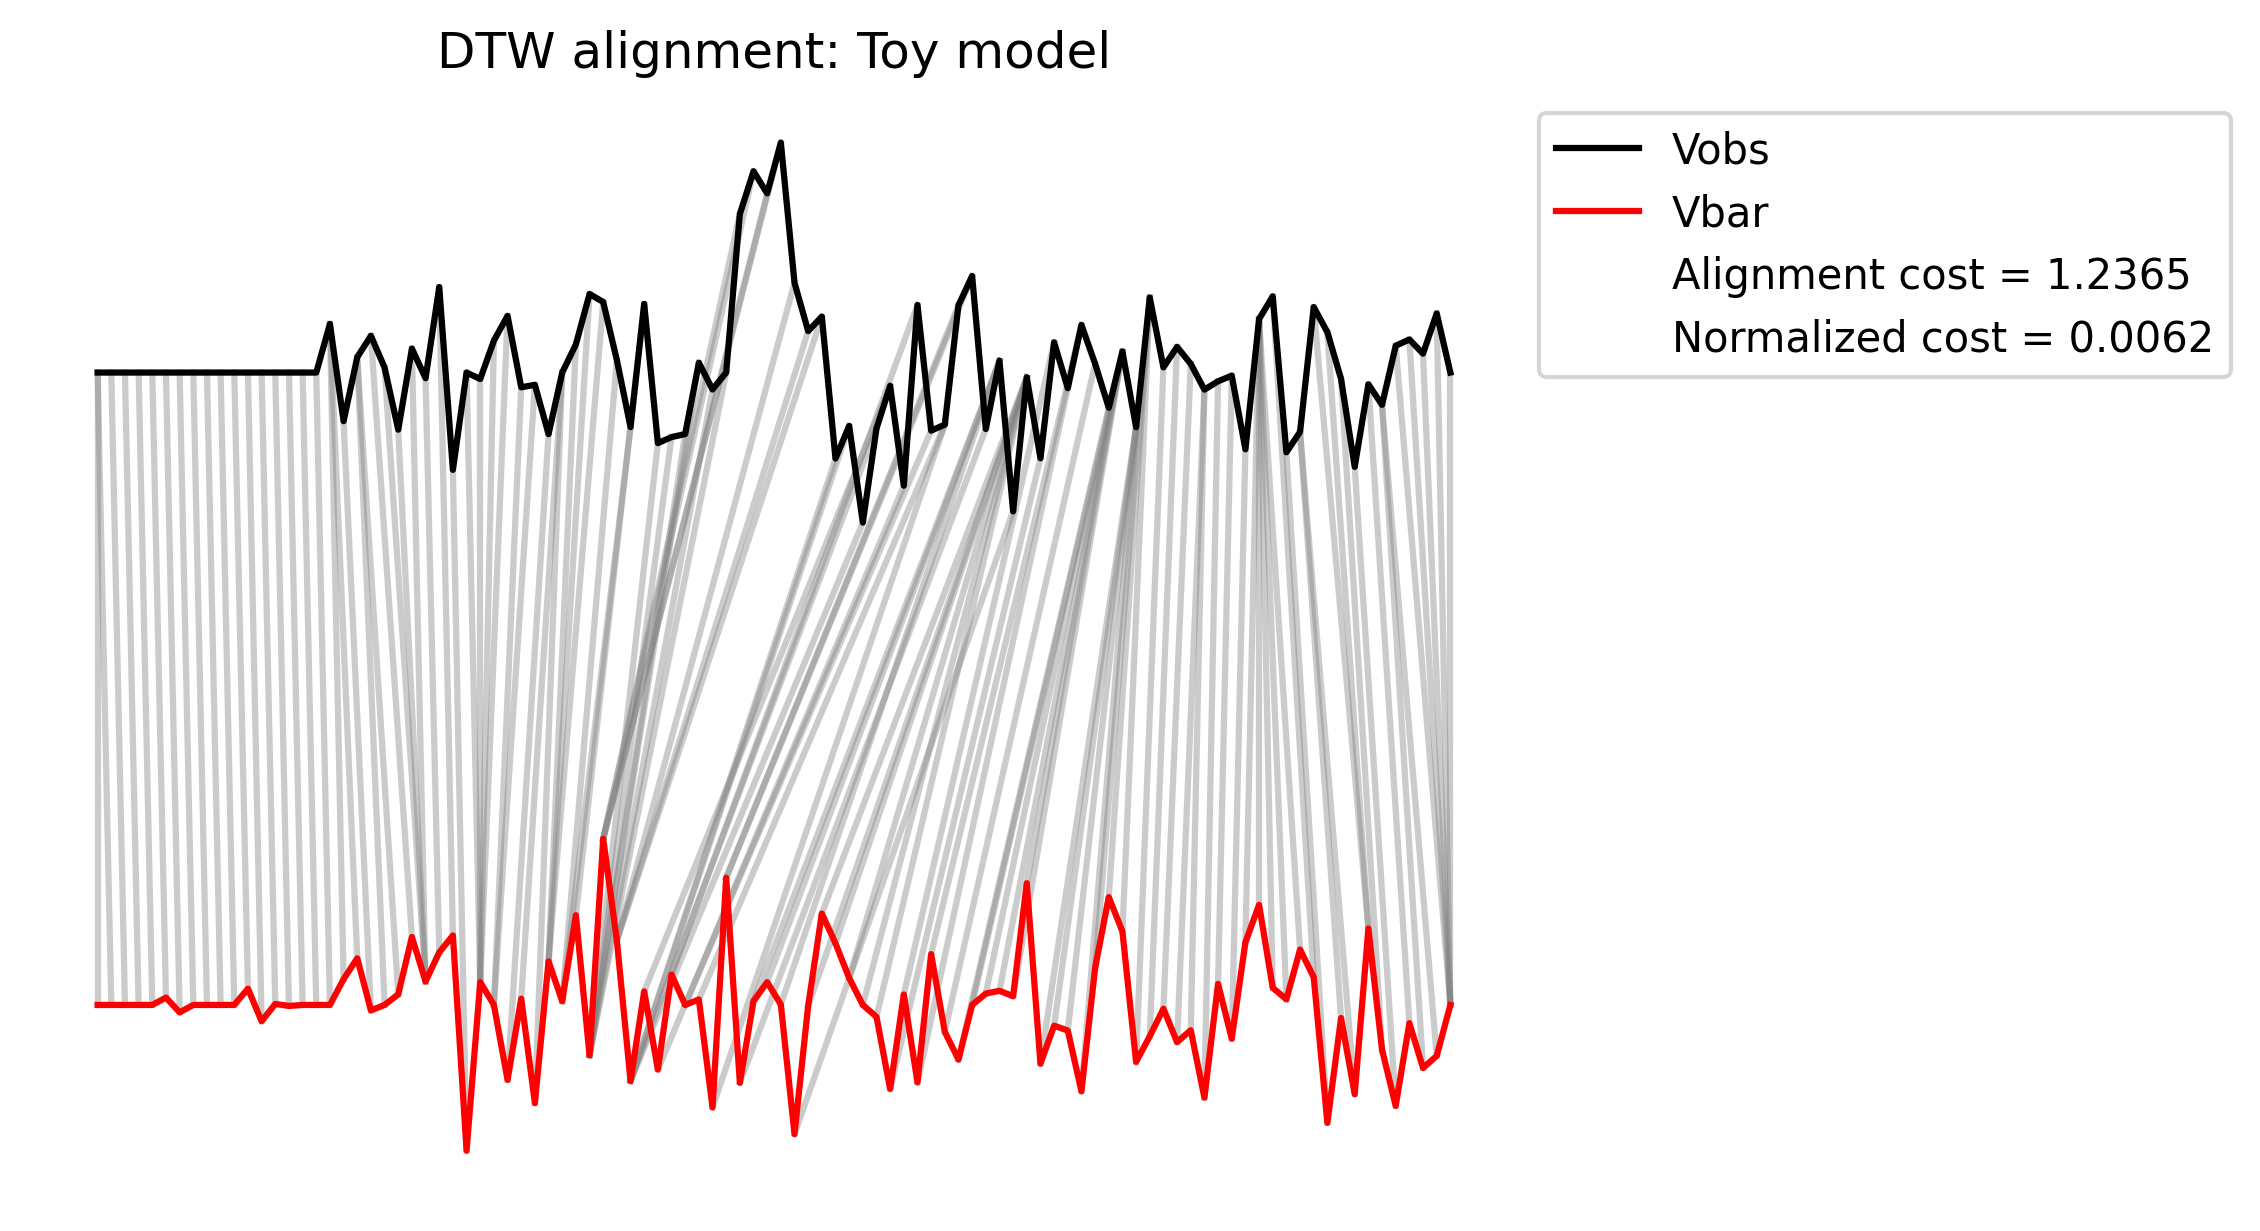 DTW alignment: Toy model
Vobs
Vbar
Alignment cost = 1.2365
Normalized cost = 0.0062